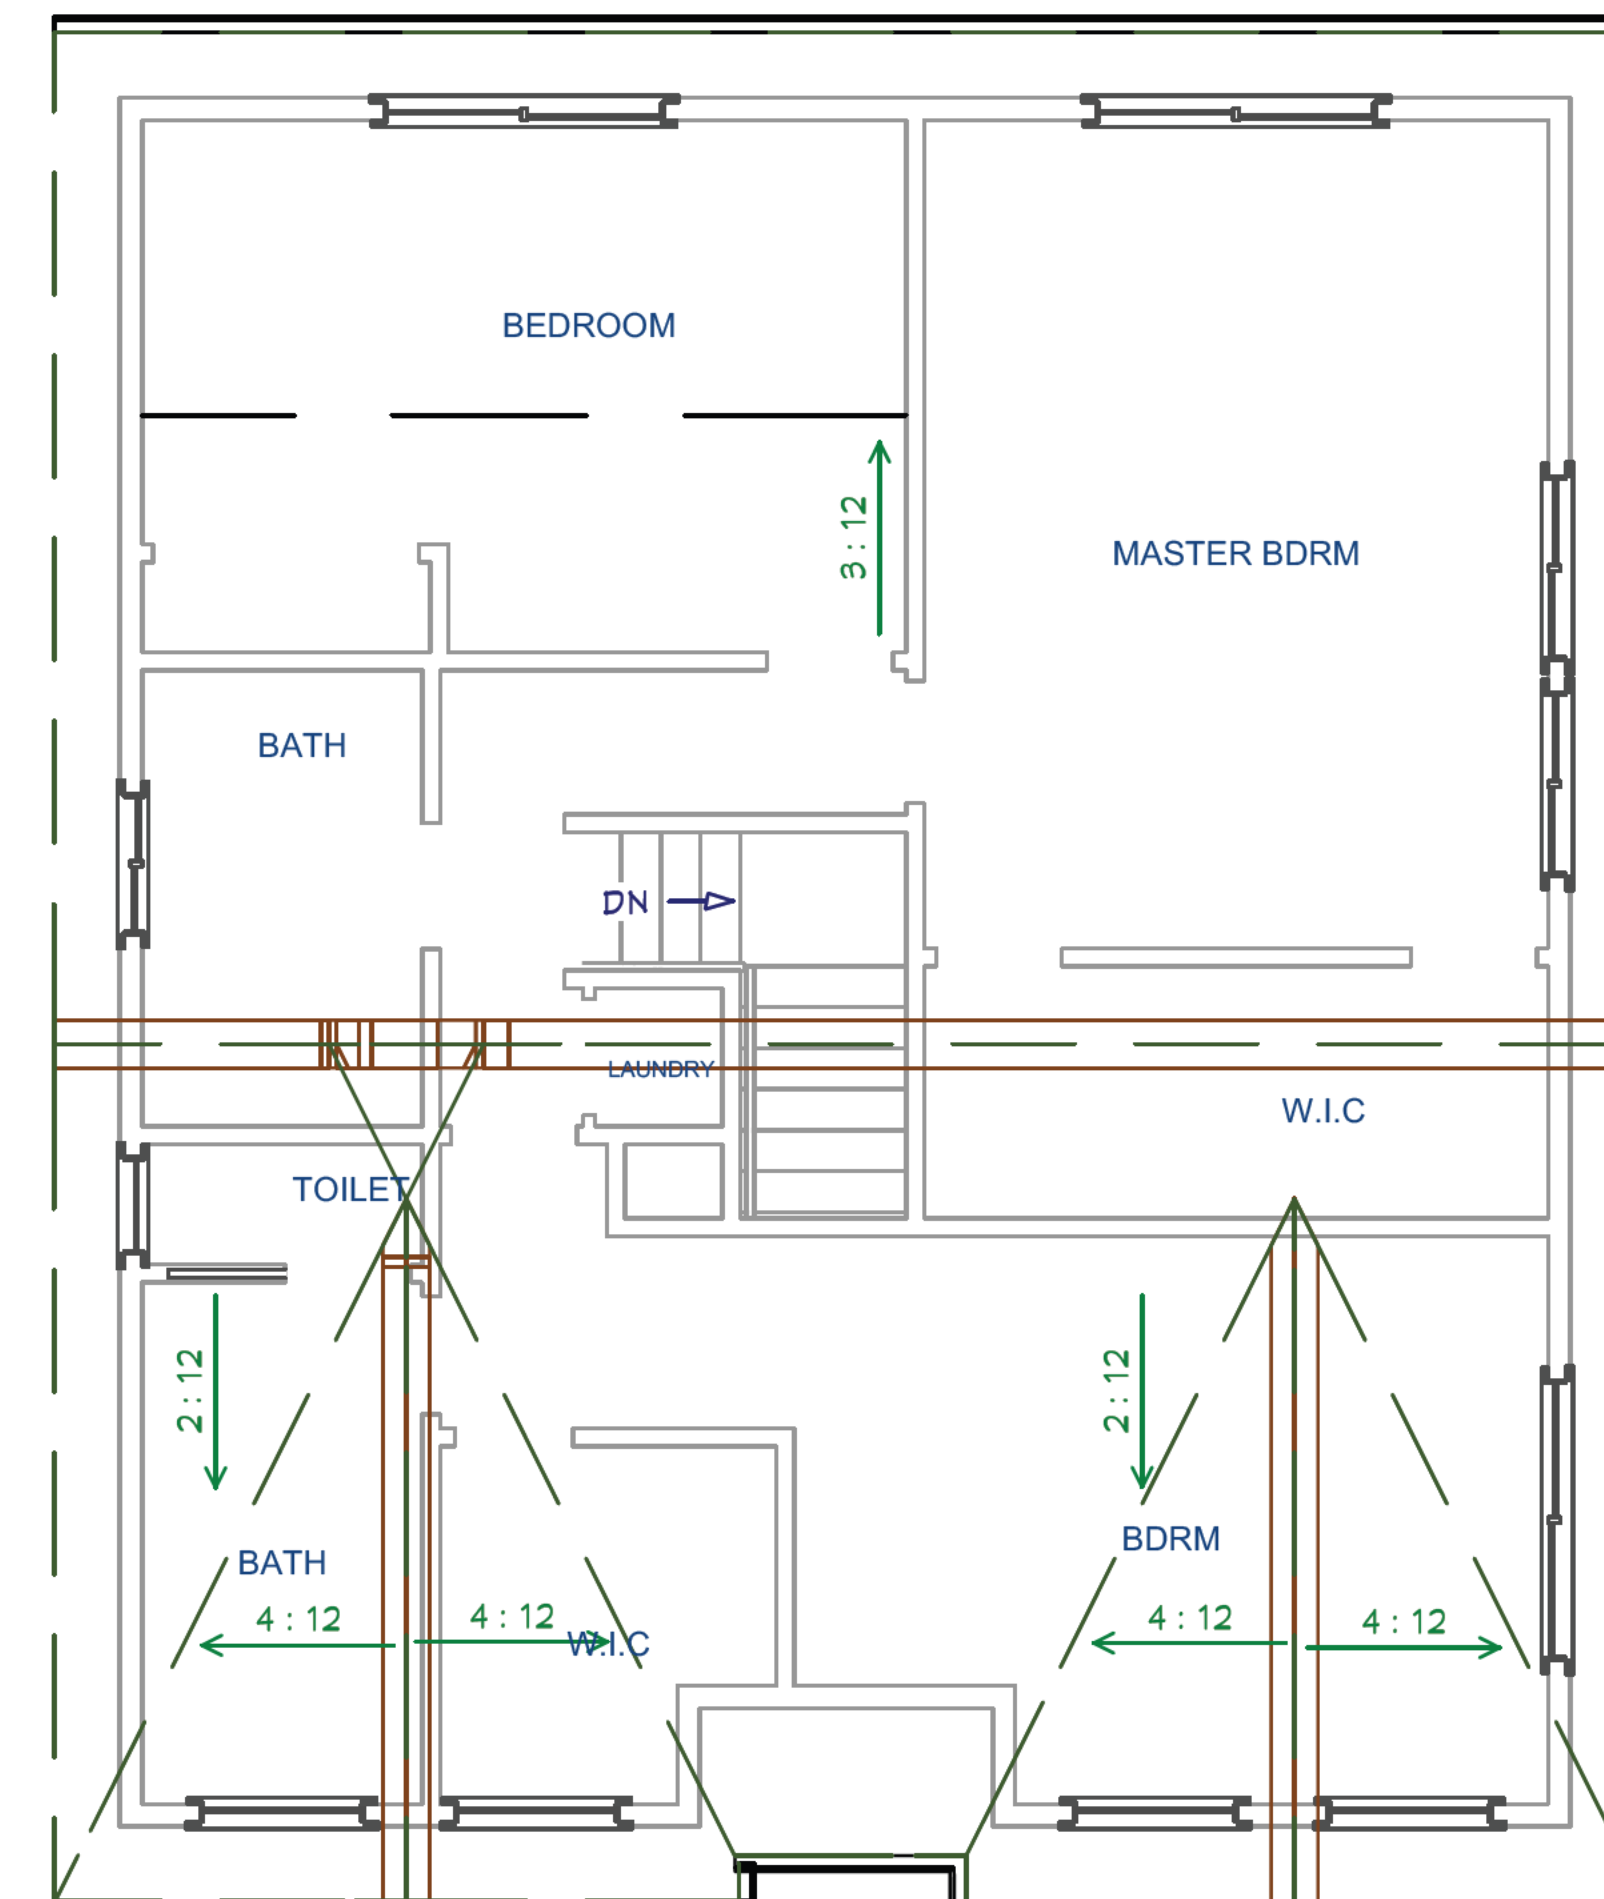 BEDROOM
3 : 12
MASTER BDRM
BATH
DN
LAUNDRY
W.I.C
TOILET
2 : 12
2 : 12
BDRM
BATH
4 : 12
4 : 12
4 : 12
4 : 12
W.I.C